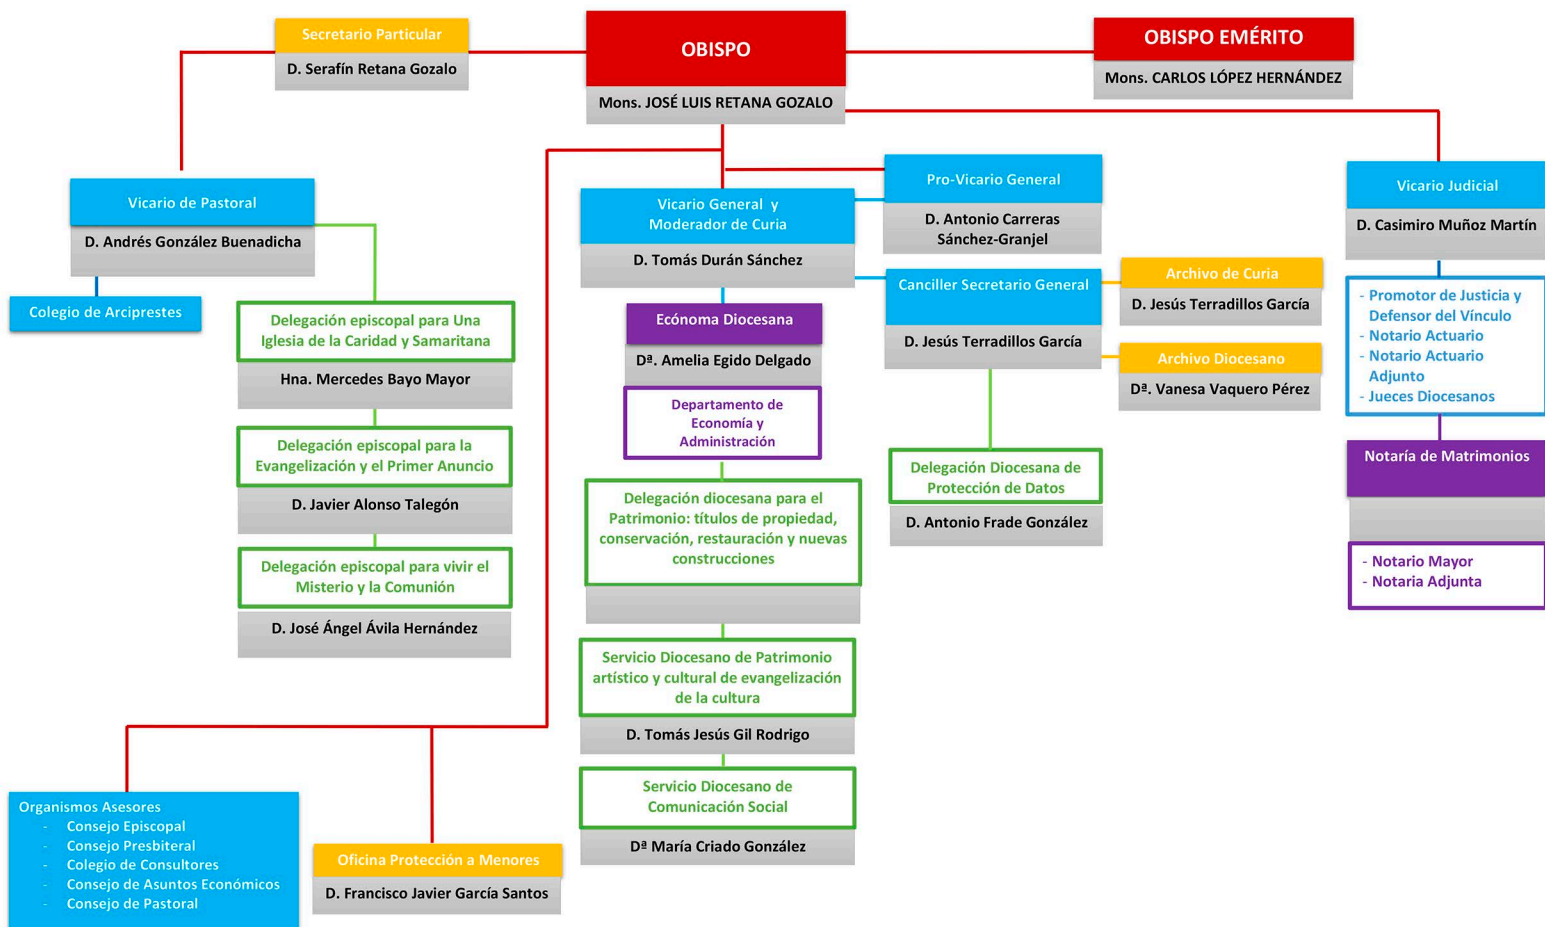 Secretario Particular
D. Serafín Retana Gozalo
OBISPO
Mons. JOSÉ LUIS RETANA GOZALO
OBISPO EMÉRITO
Mons. CARLOS LÓPEZ HERNÁNDEZ
Vicario de Pastoral
D. Andrés González Buenadicha
Colegio de Arciprestes
Delegación episcopal para Una
Iglesia de la Caridad y Samaritana
Hna. Mercedes Bayo Mayor
Delegación episcopal para la
Evangelización y el Primer Anuncio
D. Javier Alonso Talegón
Delegación episcopal para vivir el
Misterio y la Comunión
D. José Ángel Ávila Hernández
Vicario General y
Moderador de Curia
D. Tomás Durán Sánchez
Ecónoma Diocesana
Dª. Amelia Egido Delgado
Departamento de
Economía y
Administración
Delegación diocesana para el
Patrimonio: títulos de propiedad,
conservación, restauración y nuevas
construcciones
Servicio Diocesano de Patrimonio
artístico y cultural de evangelización
de la cultura
D. Tomás Jesús Gil Rodrigo
Servicio Diocesano de
Comunicación Social
Dª María Criado González
Pro-Vicario General
D. Antonio Carreras
Sánchez-Granjel
Canciller Secretario General
D. Jesús Terradillos García
Archivo de Curia
D. Jesús Terradillos García
Archivo Diocesano
Dª. Vanesa Vaquero Pérez
Delegación Diocesana de
Protección de Datos
D. Antonio Frade González
Vicario Judicial
D. Casimiro Muñoz Martín
- Promotor de Justicia y
Defensor del Vínculo
- Notario Actuario
- Notario Actuario
Adjunto
- Jueces Diocesanos
Notaría de Matrimonios
- Notario Mayor
- Notaria Adjunta
Organismos Asesores
- Consejo Episcopal
- Consejo Presbiteral
- Colegio de Consultores
- Consejo de Asuntos Económicos
- Consejo de Pastoral
Oficina Protección a Menores
D. Francisco Javier García Santos